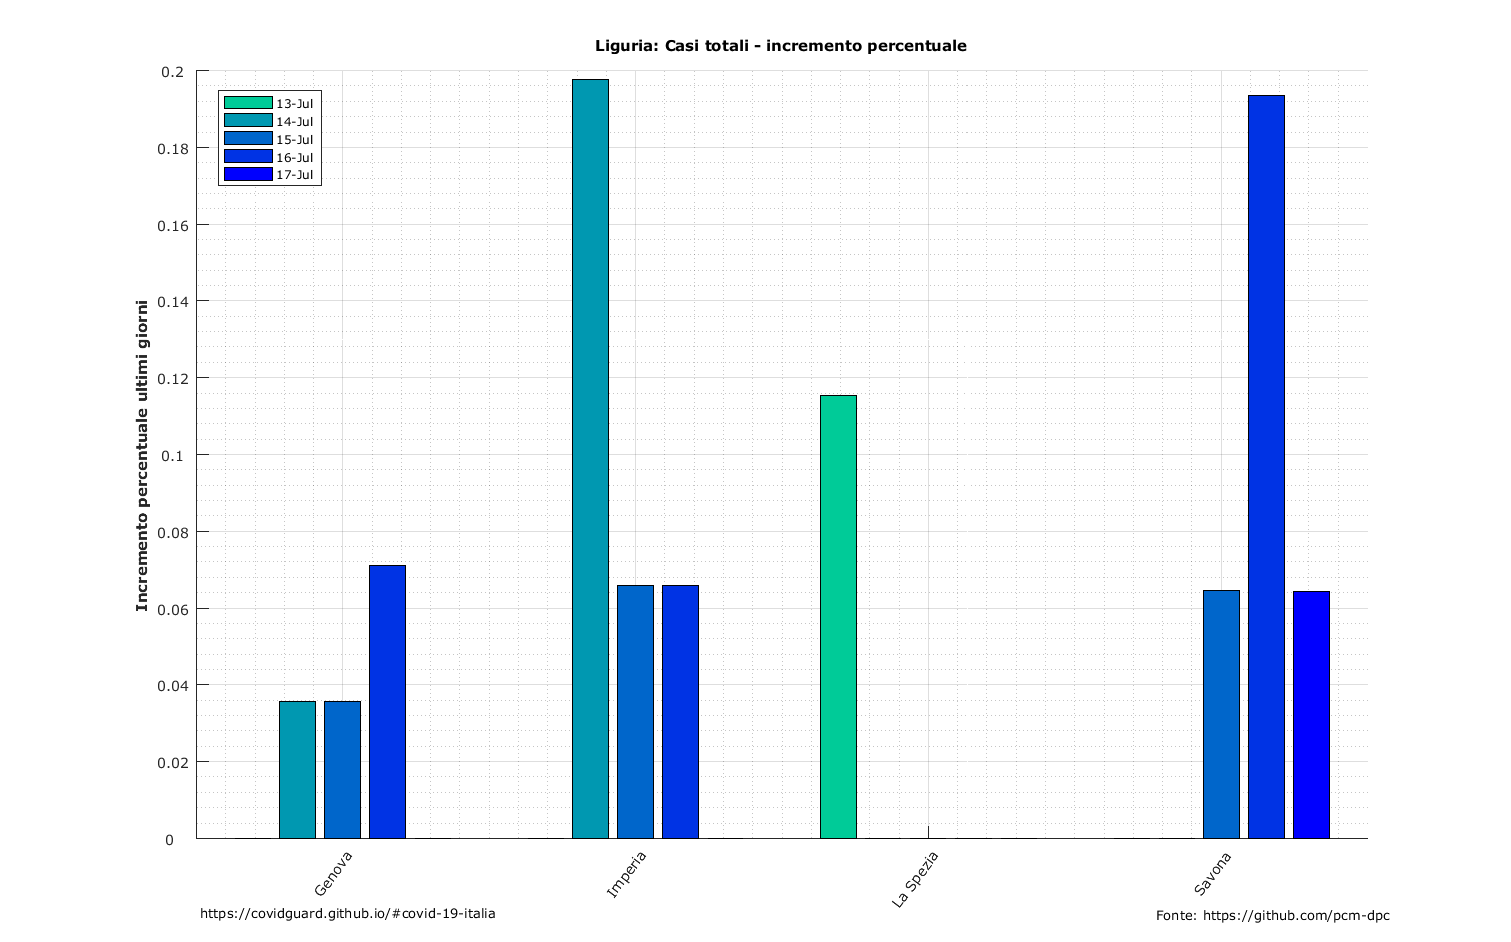 Liguria: Casi totali - incremento percentuale
Incremento percentuale ultimi giorni
0.2
0.18
0.16
0.14
0.12
0.1
0.08
0.06
0.04
0.02
0
13-Jul
14-Jul
15-Jul
16-Jul
17-Jul
Genova
Imperia
La Spezia
Savona
https://covidguard.github.io/#covid-19-italia
Fonte: https://github.com/pcm-dpc